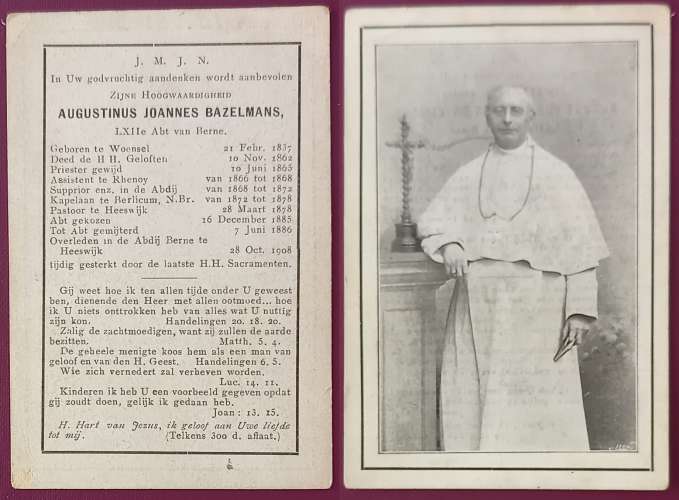 J. M. J. N.
In Uw godvruchtig aandenken wordt aanbevolen
Zijne Hoogwaardigheid
AUGUSTINUS JOANNES BAZELMANS,
LXIIe Abt van Berne.
Geboren te Woensel 21 Febr. 1837
Deed de H H. Geloften 10 Nov. 1862
Priester gewijd 10 Juni 1865
Assistent te Rhenoy van 1866 tot 1868
Supprior enz. in de Abdij van 1868 tot 1872
Kapelaan te Berlicum, N.Br. van 1872 tot 1878
Pastoor te Heeswijk 28 Maart 1878
Abt gekozen 16 December 1885
Tot Abt gemijterd 7 Juni 1886
Overleden in de Abdij Berne te
Heeswijk 28 Oct. 1908
tijdig gesterkt door de laatste H.H. Sacramenten.
Gij weet hoe ik ten allen tijde onder U geweest
ben, dienende den Heer met allen ootmoed... hoe
ik U niets onttrokken heb van alles wat U nuttig
zijn kon. Handelingen 20. 18. 20.
Zalig de zachtmoedigen, want zij zullen de aarde
bezitten. Matth. 5. 4.
De geheele menigte koos hem als een man van
geloof en van den H. Geest. Handelingen 6. 5.
Wie zich vernedert zal verheven worden.
Luc. 14. 11.
Kinderen ik heb U een voorbeeld gegeven opdat
gij zoudt doen, gelijk ik gedaan heb.
Joan: 13. 15.
H. Hart van Jezus, ik geloof aan Uwe liefde
tot mij. (Telkens 300 d. aflaat.)